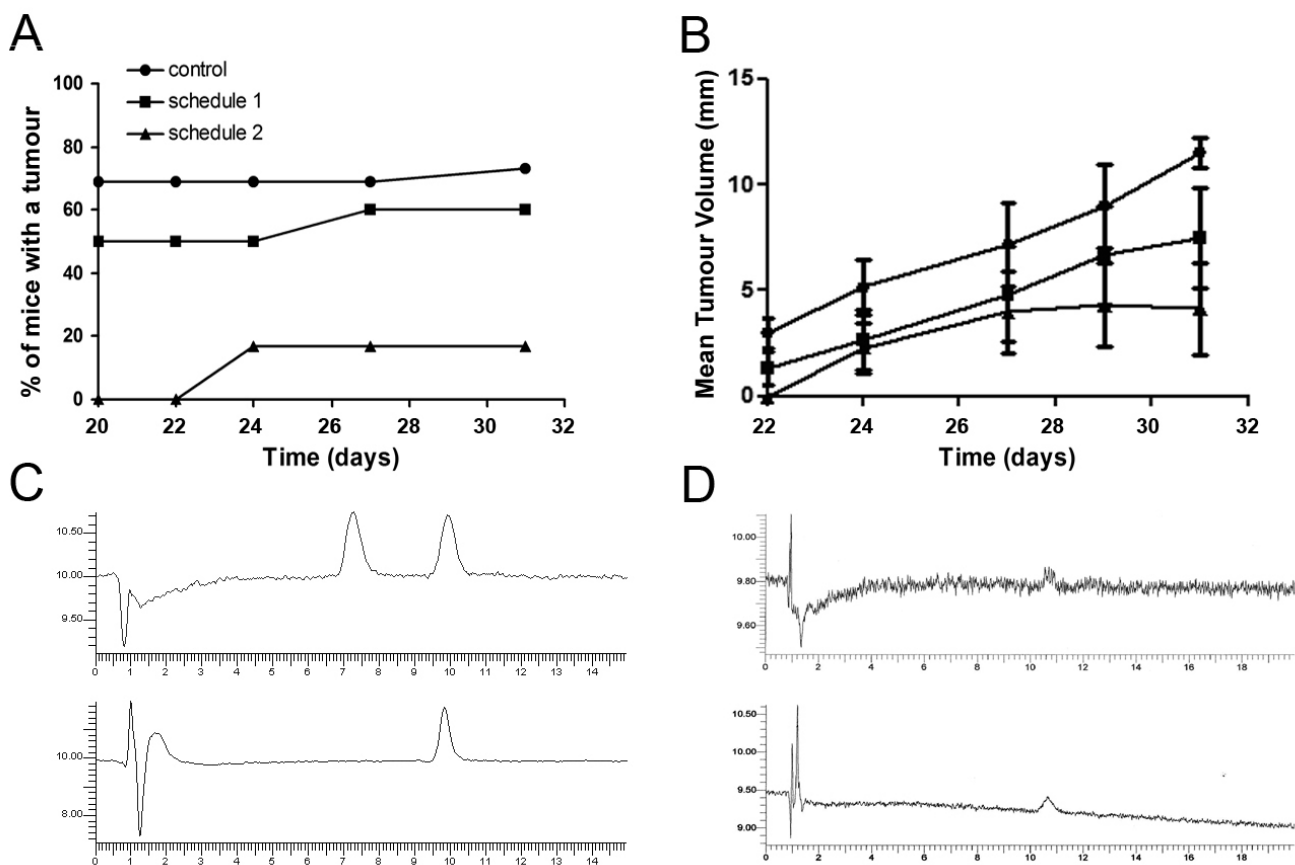 A
control
schedule 1
schedule 2
% of mice with a tumour
100
80
60
40
20
0
20 22 24 26 28 30 32
Time (days)
B
Mean Tumour Volume (mm)
15
10
5
0
22 24 26 28 30 32
Time (days)
C
10.50
10.00
9.50
0 1 2 3 4 5 6 7 8 9 10 11 12 13 14
10.00
8.00
0 1 2 3 4 5 6 7 8 9 10 11 12 13 14
D
10.00
9.80
9.60
0 2 4 6 8 10 12 14 16 18
10.50
10.00
9.50
9.00
0 2 4 6 8 10 12 14 16 18